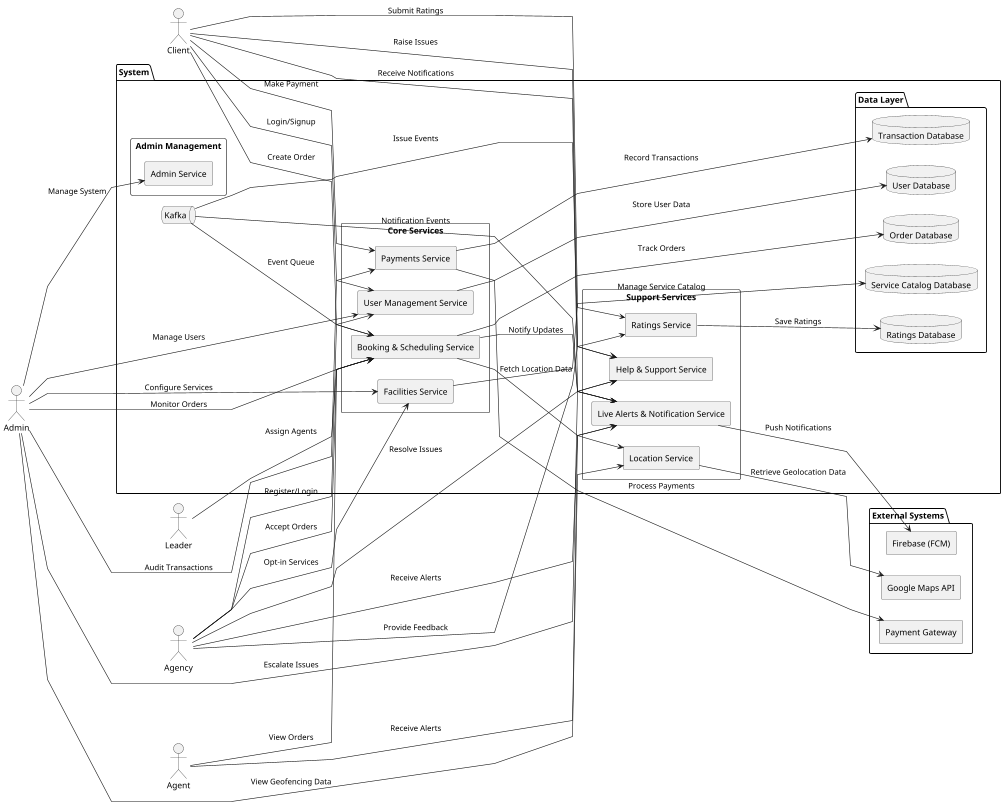 Submit Ratings
Client
Raise Issues
Receive Notifications
System
Make Payment
Data Layer
Login/Signup
Transaction Database
Issue Events
Admin Management
Create Order
Record Transactions
Admin Service
User Database
Manage System
Store User Data
Kafka
Notification Events
Core Services
Order Database
Track Orders
Payments Service
Event Queue
Service Catalog Database
Manage Service Catalog
Support Services
User Management Service
Ratings Service
Save Ratings
Ratings Database
Notify Updates
Manage Users
Booking & Scheduling Service
Help & Support Service
Fetch Location Data
Configure Services
Facilities Service
Monitor Orders
Live Alerts & Notification Service
Admin
Push Notifications
Assign Agents
Resolve Issues
Location Service
Retrieve Geolocation Data
Process Payments
Register/Login
External Systems
Accept Orders
Leader
Firebase (FCM)
Opt-in Services
Audit Transactions
Receive Alerts
Google Maps API
Provide Feedback
Payment Gateway
Agency
Escalate Issues
Receive Alerts
View Orders
Agent
View Geofencing Data